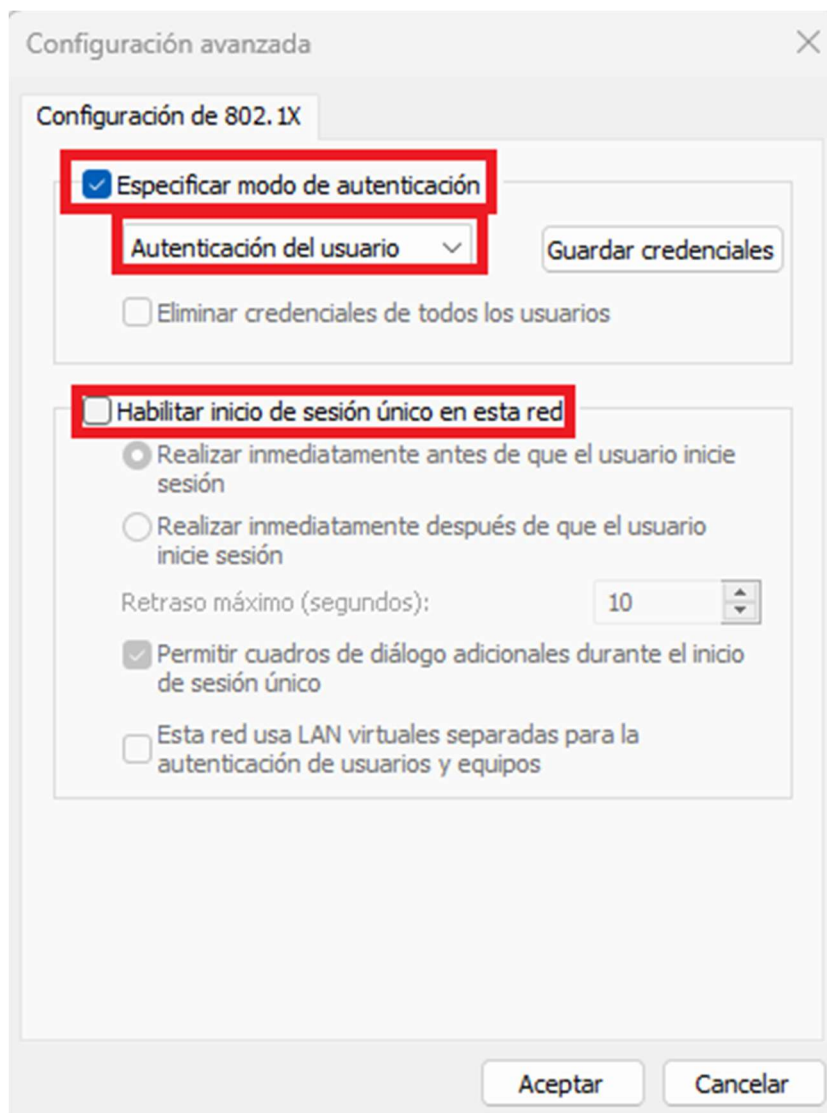 Configuración avanzada
Configuración de 802.1X
Especificar modo de autenticación
Autenticación del usuario
Guardar credenciales
Eliminar credenciales de todos los usuarios
Habilitar inicio de sesión único en esta red
Realizar inmediatamente antes de que el usuario inicie
sesión
Realizar inmediatamente después de que el usuario
inicie sesión
Retraso máximo (segundos):
10
Permitir cuadros de diálogo adicionales durante el inicio
de sesión único
Esta red usa LAN virtuales separadas para la
autenticación de usuarios y equipos
Aceptar
Cancelar